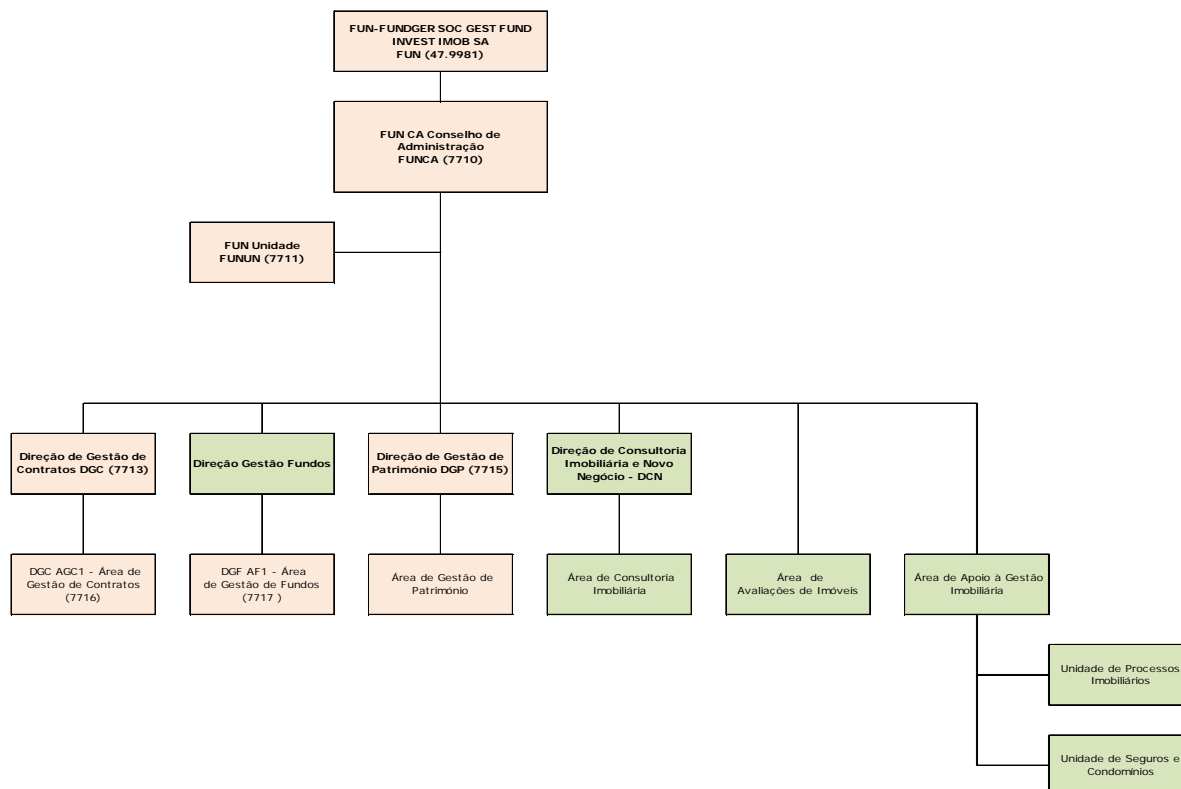 FUN-FUNDGER SOC GEST FUND
INVEST IMOB SA
FUN (47.9981)
FUN CA Conselho de
Administração
FUNCA (7710)
FUN Unidade
FUNUN (7711)
Direção de Gestão de
Contratos DGC (7713)
Direção Gestão Fundos
Direção de Gestão de
Património DGP (7715)
Direção de Consultoria
Imobiliária e Novo
Negócio - DCN
DGC AGC1 - Área de
Gestão de Contratos
(7716)
DGF AF1 - Área
de Gestão de Fundos
(7717 )
Área de Gestão de
Património
Área de Consultoria
Imobiliária
Área de
Avaliações de Imóveis
Área de Apoio à Gestão
Imobiliária
Unidade de Processos
Imobiliários
Unidade de Seguros e
Condomínios